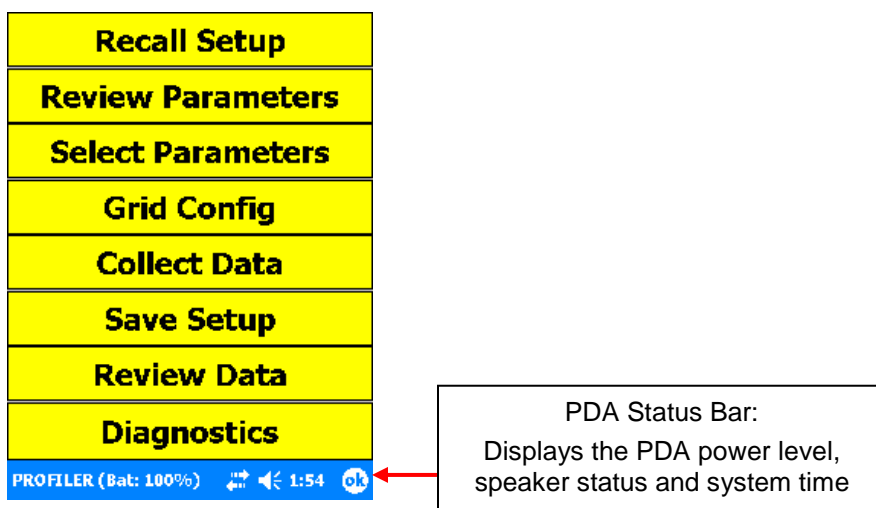 Recall Setup
Review Parameters
Select Parameters
Grid Config
Collect Data
Save Setup
Review Data
Diagnostics
PROFILER (Bat: 100%) 1:54 ok
PDA Status Bar:
Displays the PDA power level,
speaker status and system time